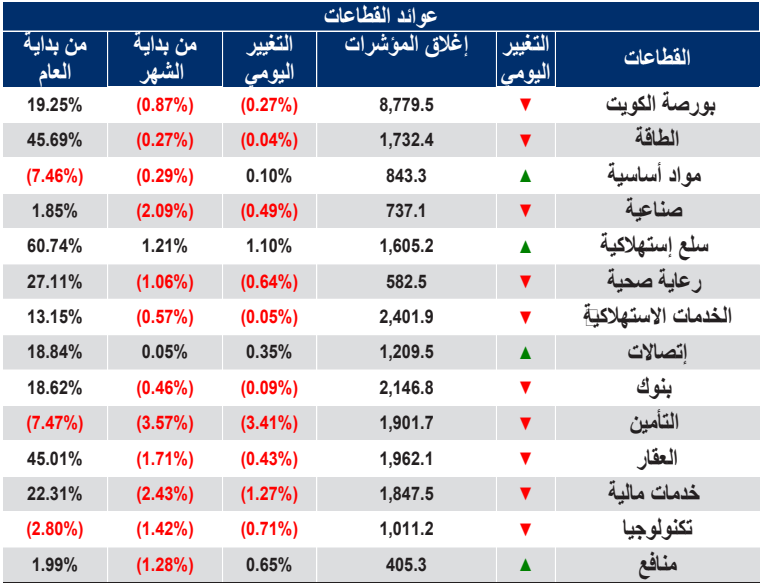 عوائد القطاعات
القطاعات التغيير اليومي إغلاق المؤشرات التغيير اليومي من بداية الشهر من بداية العام
بورصة الكويت ▼ 8,779.5 (0.27%) (0.87%) 19.25%
الطاقة ▼ 1,732.4 (0.04%) (0.27%) 45.69%
مواد أساسية ▲ 843.3 0.10% (0.29%) (7.46%)
صناعية ▼ 737.1 (0.49%) (2.09%) 1.85%
سلع إستهلاكية ▲ 1,605.2 1.10% 1.21% 60.74%
رعاية صحية ▼ 582.5 (0.64%) (1.06%) 27.11%
الخدمات الاستهلاكية ▼ 2,401.9 (0.05%) (0.57%) 13.15%
إتصالات ▲ 1,209.5 0.35% 0.05% 18.84%
بنوك ▼ 2,146.8 (0.09%) (0.46%) 18.62%
التأمين ▼ 1,901.7 (3.41%) (3.57%) (7.47%)
العقار ▼ 1,962.1 (0.43%) (1.71%) 45.01%
خدمات مالية ▼ 1,847.5 (1.27%) (2.43%) 22.31%
تكنولوجيا ▼ 1,011.2 (0.71%) (1.42%) (2.80%)
منافع ▲ 405.3 0.65% (1.28%) 1.99%